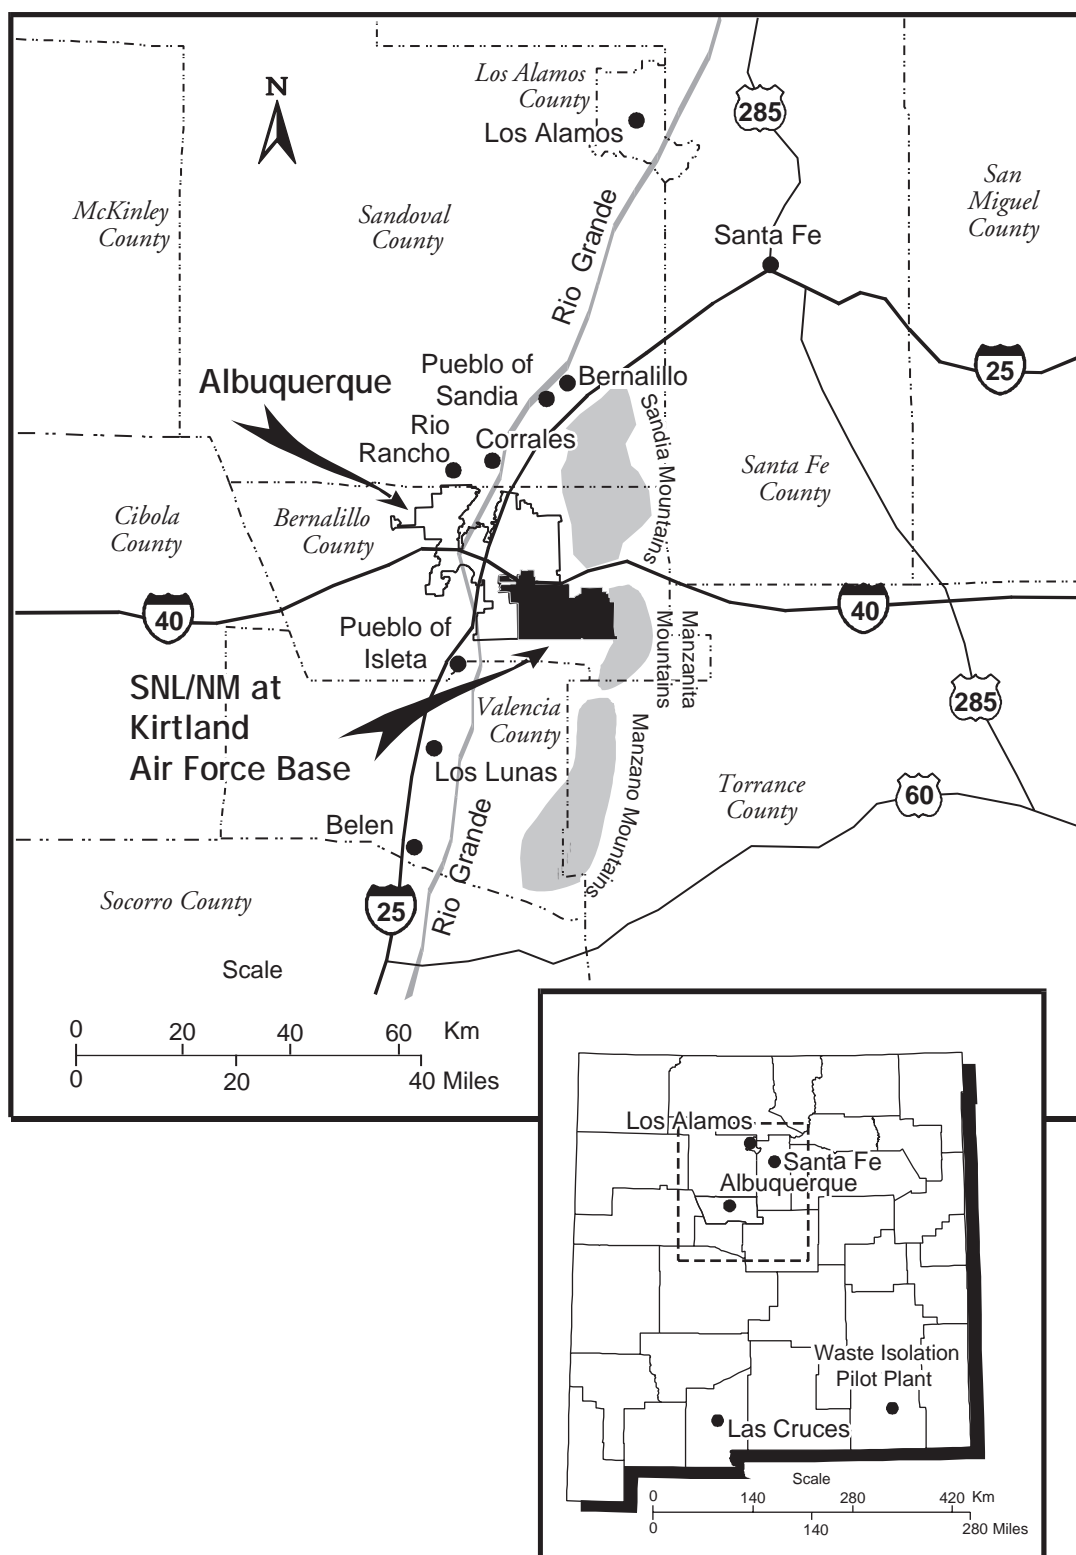 Los Alamos
County
N
285
Los Alamos
San
Miguel
County
McKinley
County
Sandoval
County
Rio Grande
Santa Fe
Pueblo of
Sandia
Bernalillo
25
Albuquerque
Rio
Rancho
Corrales
Sandia Mountains
Santa Fe
County
Cibola
County
Bernalillo
County
40
40
Pueblo of
Isleta
Manzanita
Mountains
SNL/NM at
Kirtland
Air Force Base
Valencia
County
285
Manzano Mountains
Los Lunas
Torrance
County
60
Belen
Rio Grande
Socorro County
25
Scale
0 20 40 60 Km
0 20 40 Miles
Los Alamos
Santa Fe
Albuquerque
Waste Isolation
Pilot Plant
Las Cruces
Scale
0 140 280 420 Km
0 140 280 Miles